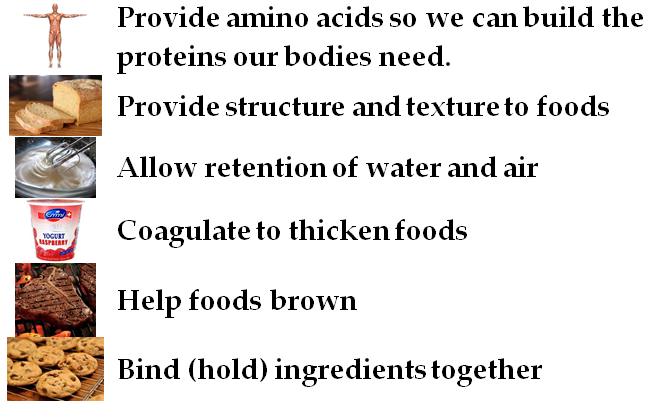 Provide amino acids so we can build the
proteins our bodies need.
Provide structure and texture to foods
Allow retention of water and air
Emmi
YOGURT
RASPBERRY
Coagulate to thicken foods
Help foods brown
Bind (hold) ingredients together